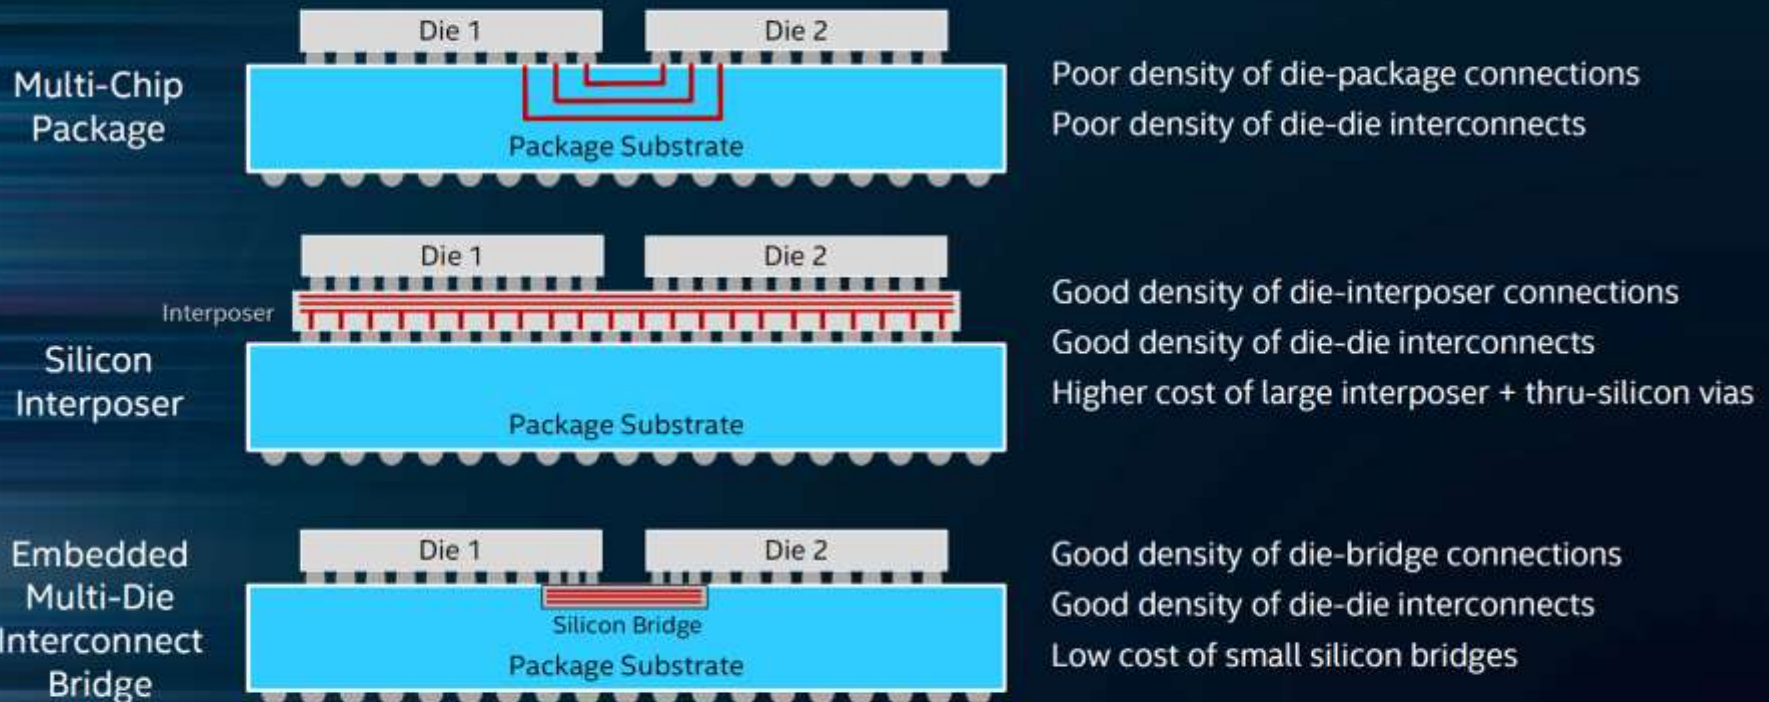 Die 1
Die 2
Multi-Chip
Package
Package Substrate
Poor density of die-package connections
Poor density of die-die interconnects
Die 1
Die 2
Interposer
Silicon
Interposer
Package Substrate
Good density of die-interposer connections
Good density of die-die interconnects
Higher cost of large interposer + thru-silicon vias
Die 1
Die 2
Embedded
Multi-Die
Interconnect
Bridge
Silicon Bridge
Package Substrate
Good density of die-bridge connections
Good density of die-die interconnects
Low cost of small silicon bridges